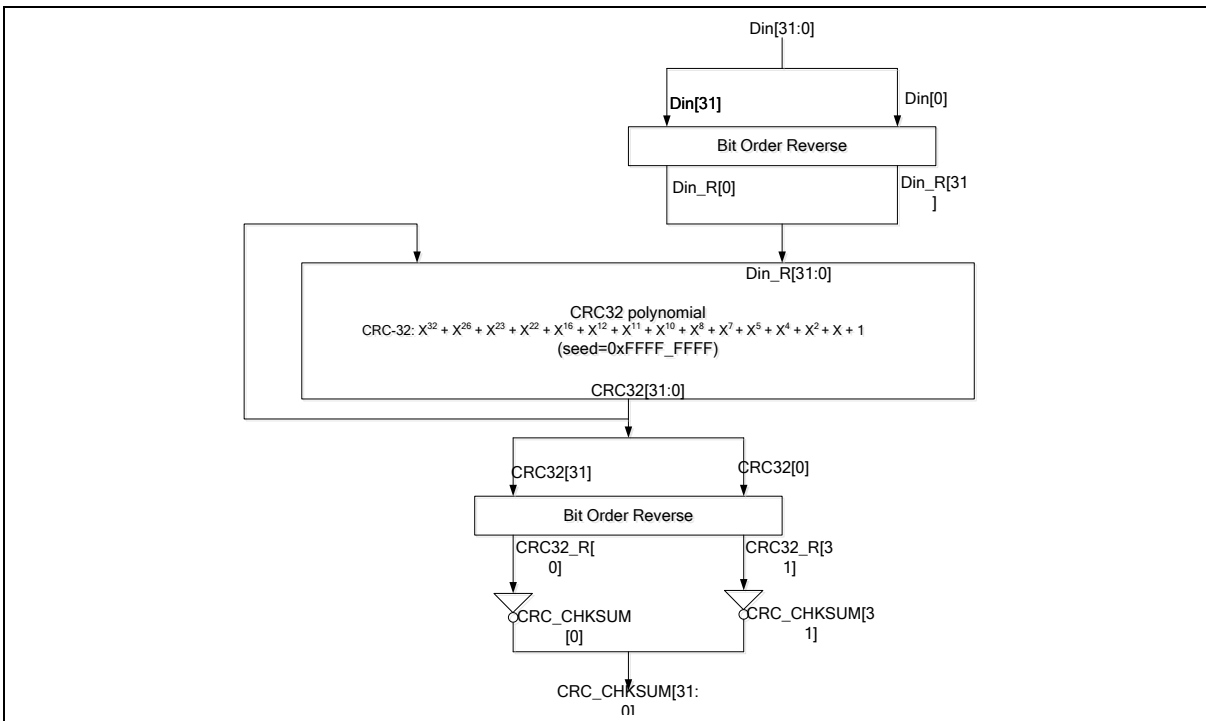 Din[31:0]
Din[31]
Din[0]
Bit Order Reverse
Din_R[0]
Din_R[31
]
Din_R[31:0]
CRC32 polynomial
CRC-32: X³² + X²⁶ + X²³ + X²² + X¹⁶ + X¹² + X¹¹ + X¹⁰ + X⁸ + X⁷ + X⁵ + X⁴ + X² + X + 1
(seed=0xFFFF_FFFF)
CRC32[31:0]
CRC32[31]
CRC32[0]
Bit Order Reverse
CRC32_R[
0]
CRC32_R[3
1]
CRC_CHKSUM
[0]
CRC_CHKSUM[3
1]
CRC_CHKSUM[31:
0]